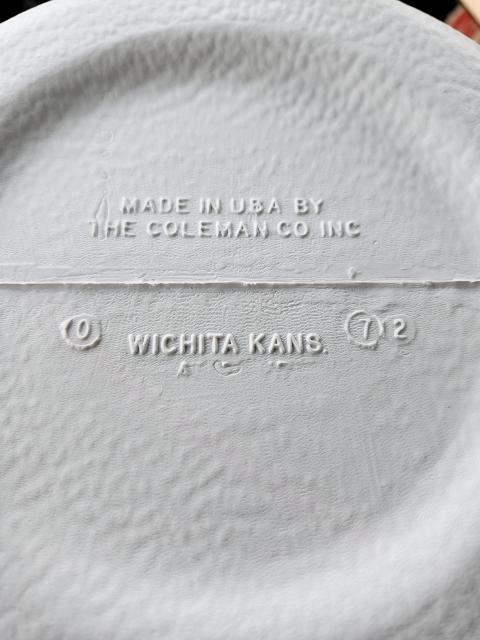 MADE IN USA BY
THE COLEMAN CO INC
0 WICHITA KANS. 7 2